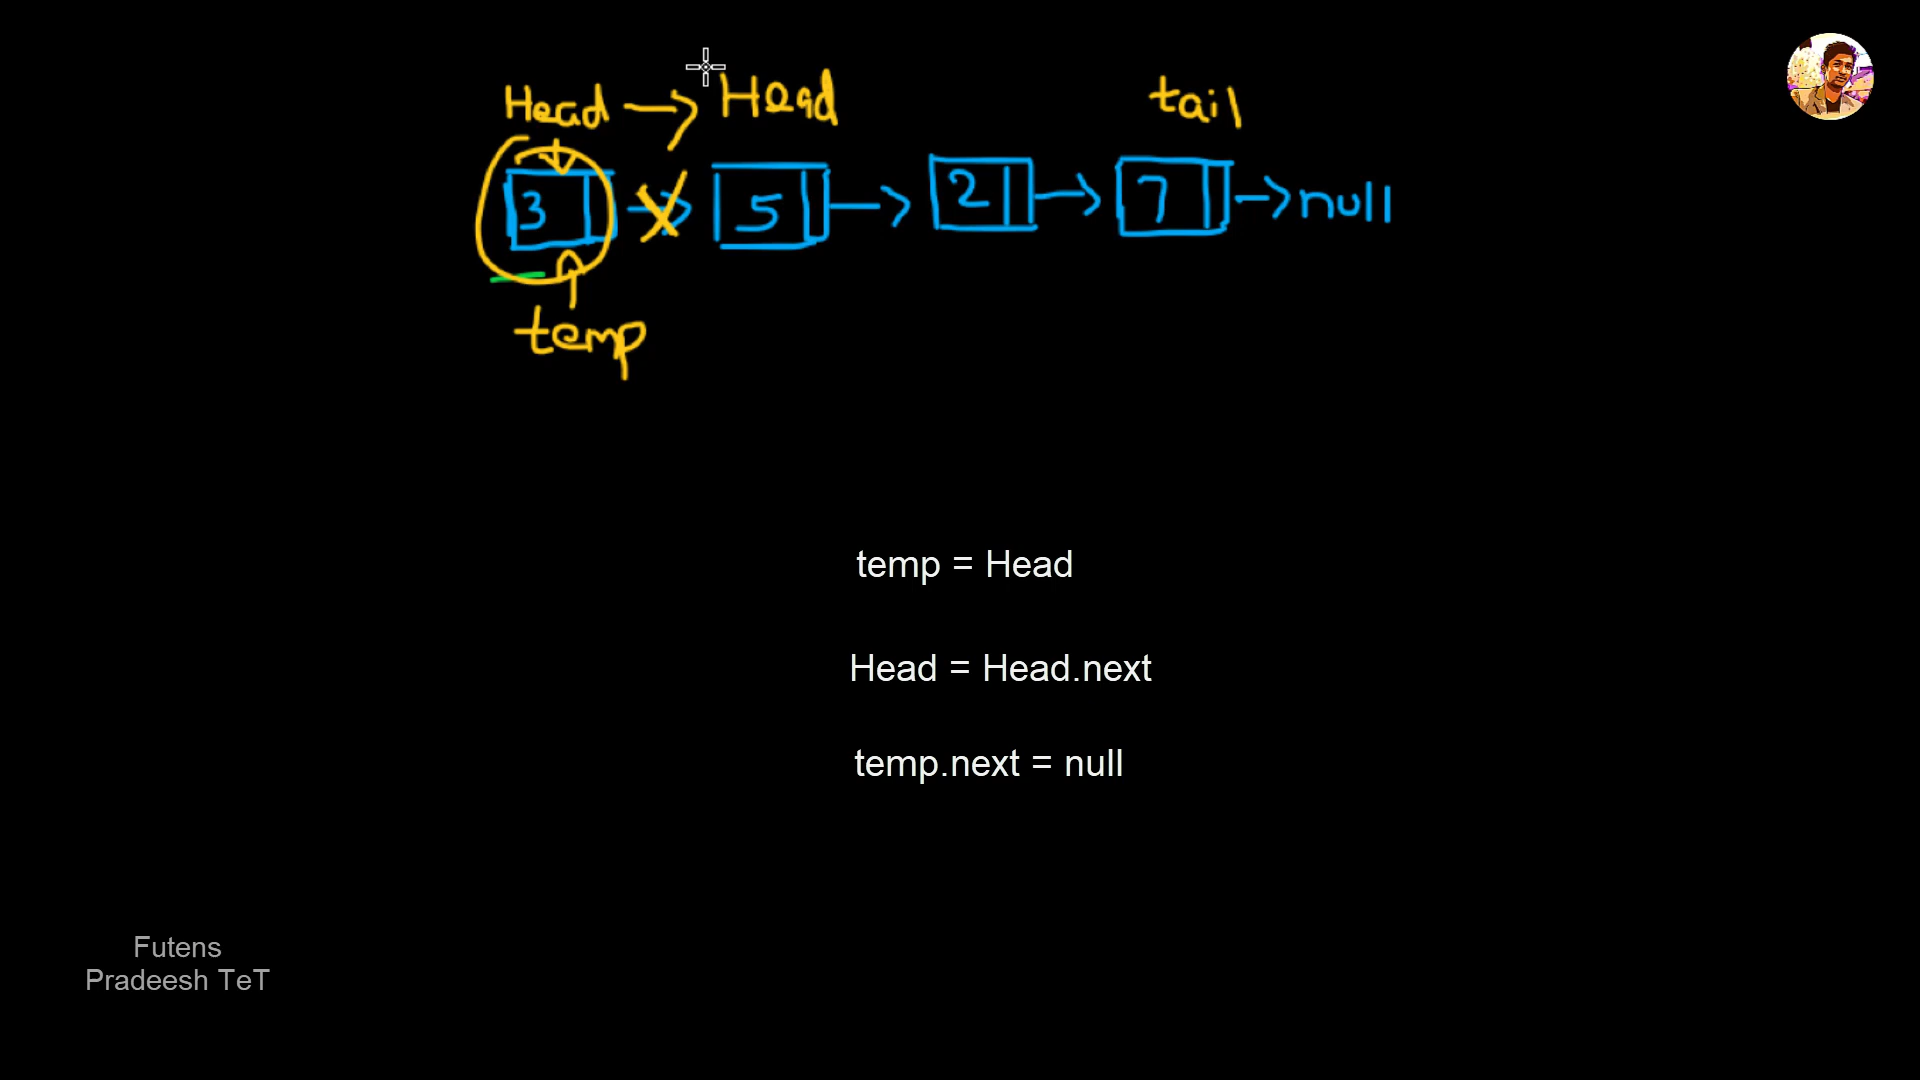 Head → Head tail
3 → 5 → 2 → 7 → null
temp
temp = Head
Head = Head.next
temp.next = null
Futens
Pradeesh TeT